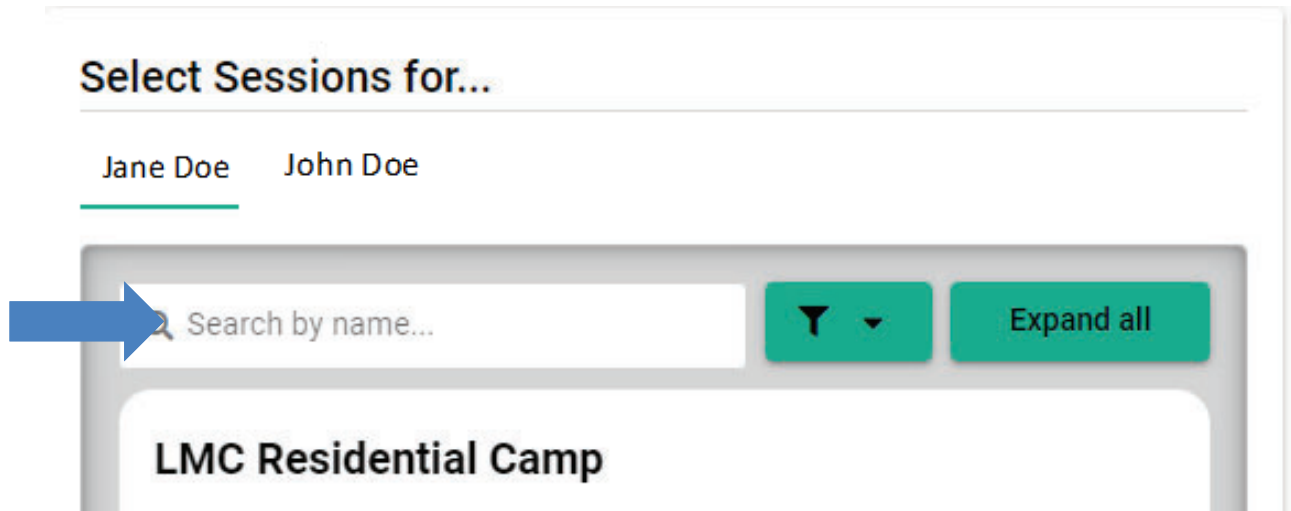 Select Sessions for...
Jane Doe John Doe
Search by name... Expand all
LMC Residential Camp